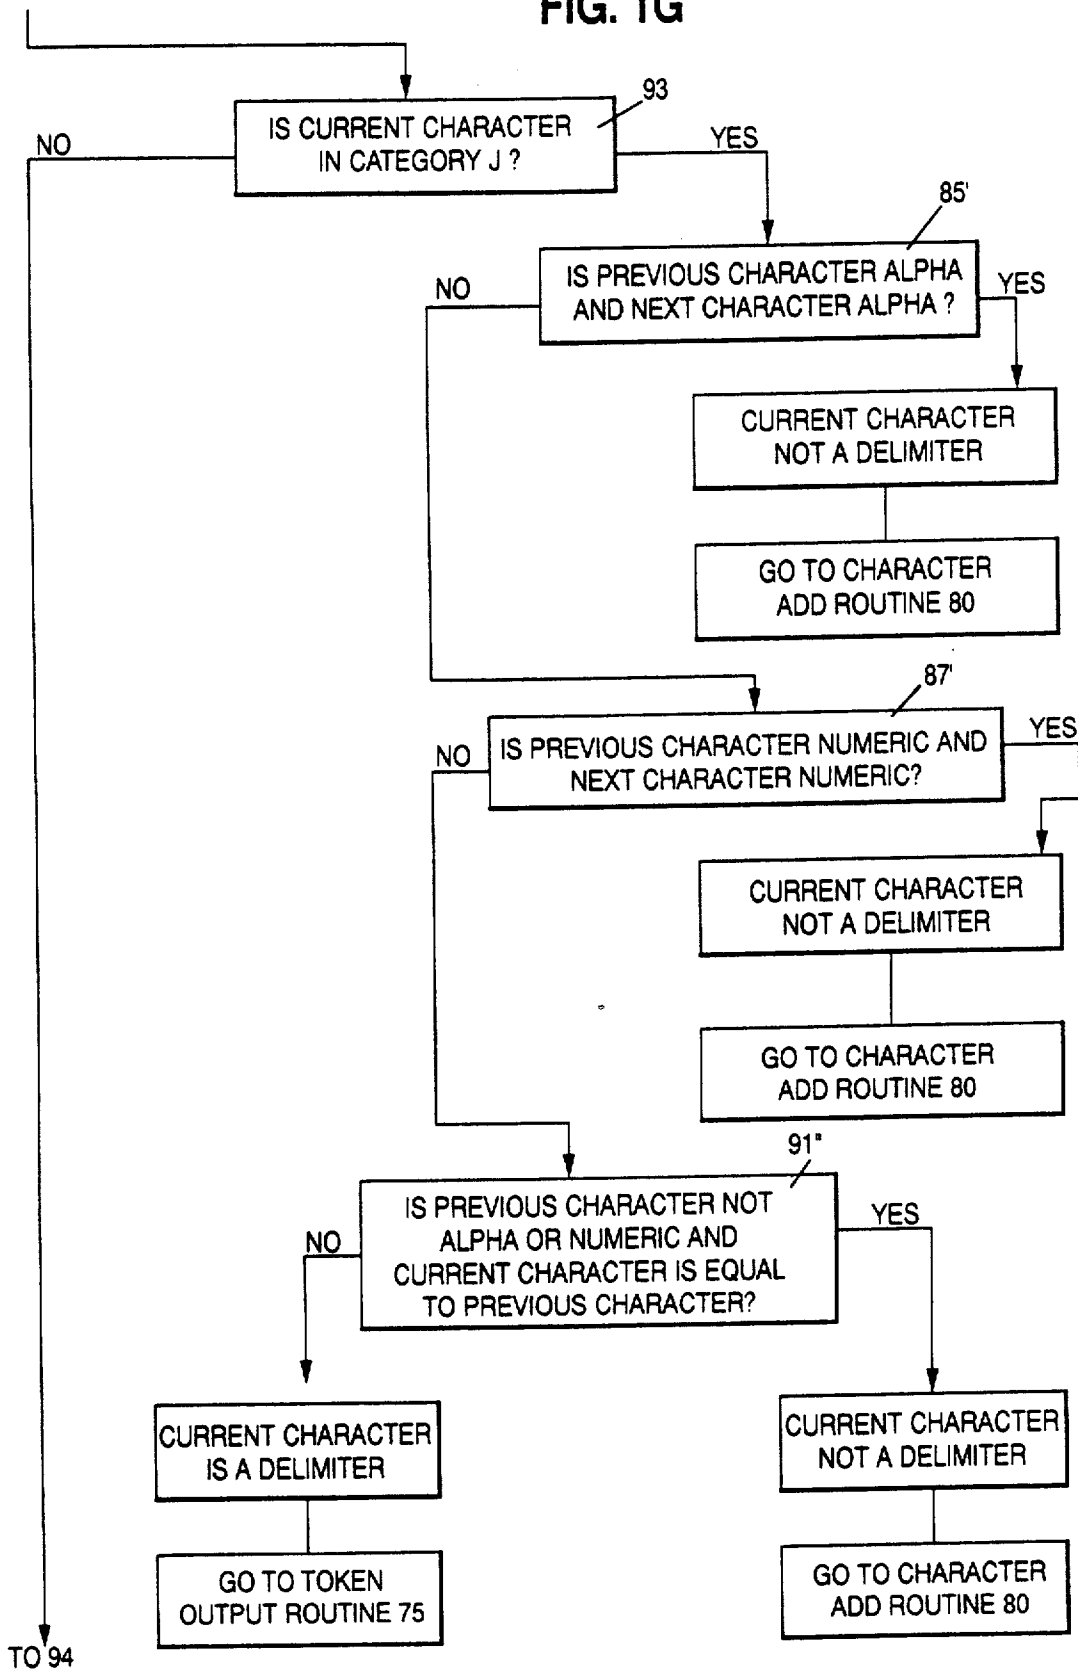 FIG. 1G
93
IS CURRENT CHARACTER
IN CATEGORY J ?
NO
YES
85'
IS PREVIOUS CHARACTER ALPHA
AND NEXT CHARACTER ALPHA ?
NO
YES
CURRENT CHARACTER
NOT A DELIMITER
GO TO CHARACTER
ADD ROUTINE 80
87'
IS PREVIOUS CHARACTER NUMERIC AND
NEXT CHARACTER NUMERIC?
NO
YES
CURRENT CHARACTER
NOT A DELIMITER
GO TO CHARACTER
ADD ROUTINE 80
91"
IS PREVIOUS CHARACTER NOT
ALPHA OR NUMERIC AND
CURRENT CHARACTER IS EQUAL
TO PREVIOUS CHARACTER?
NO
YES
CURRENT CHARACTER
IS A DELIMITER
GO TO TOKEN
OUTPUT ROUTINE 75
CURRENT CHARACTER
NOT A DELIMITER
GO TO CHARACTER
ADD ROUTINE 80
TO 94